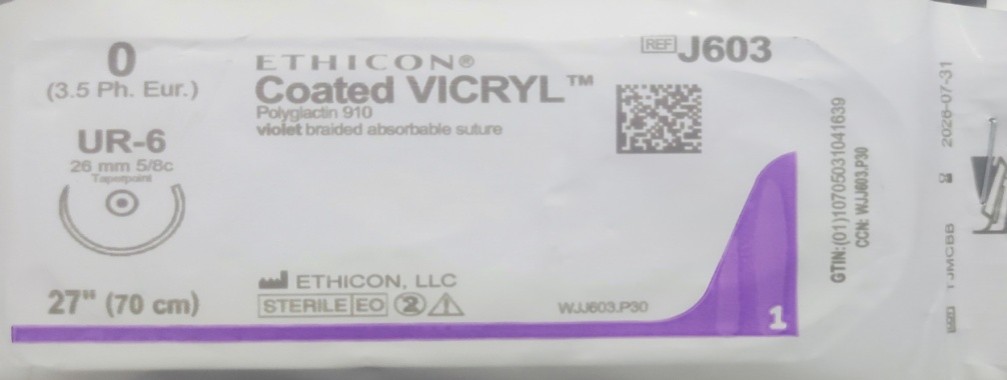 0
(3.5 Ph. Eur.)
UR-6
26 mm 5/8c
Taperpoint
27" (70 cm)
ETHICON®
Coated VICRYL™
Polyglactin 910
violet braided absorbable suture
ETHICON, LLC
STERILE EO 2
WJJ603.P30
REF J603
1
GTIN:(01)10705031041639
CCN: WJJ603.P30
2026-07-31